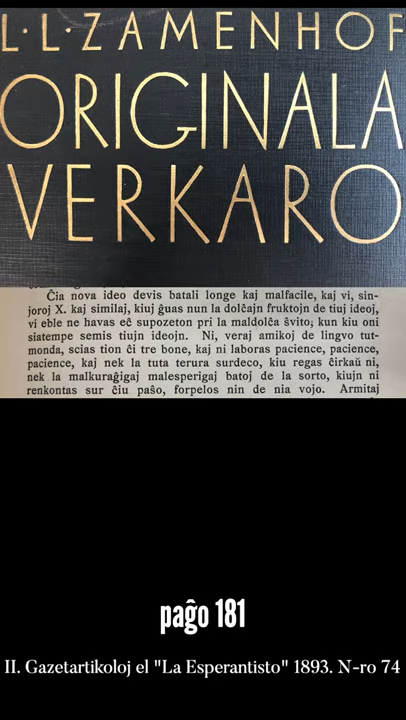 L·L·ZAMENHOF
ORIGINALA
VERKARO
Ĉia nova ideo devis batali longe kaj malfacile, kaj vi, sin-
joroj X. kaj similaj, kiuj ĝuas nun la dolĉajn fruktojn de tiuj ideoj,
vi eble ne havas eĉ supozeton pri la maldolĉa ŝvito; kun kiu oni
siatempe semis tiujn ideojn. Ni, veraj amikoj de lingvo tut-
monda, scias tion ĉi tre bone, kaj ni laboras pacience, pacience,
pacience, kaj nek la tuta terura surdeco, kiu regas ĉirkaŭ ni,
nek la malkuraĝigaj malesperigaj batoj de la sorto, kiujn ni
renkontas sur ĉiu paŝo, forpelos nin de nia vojo. Armitaj
paĝo 181
II. Gazetartikoloj el "La Esperantisto" 1893. N-ro 74